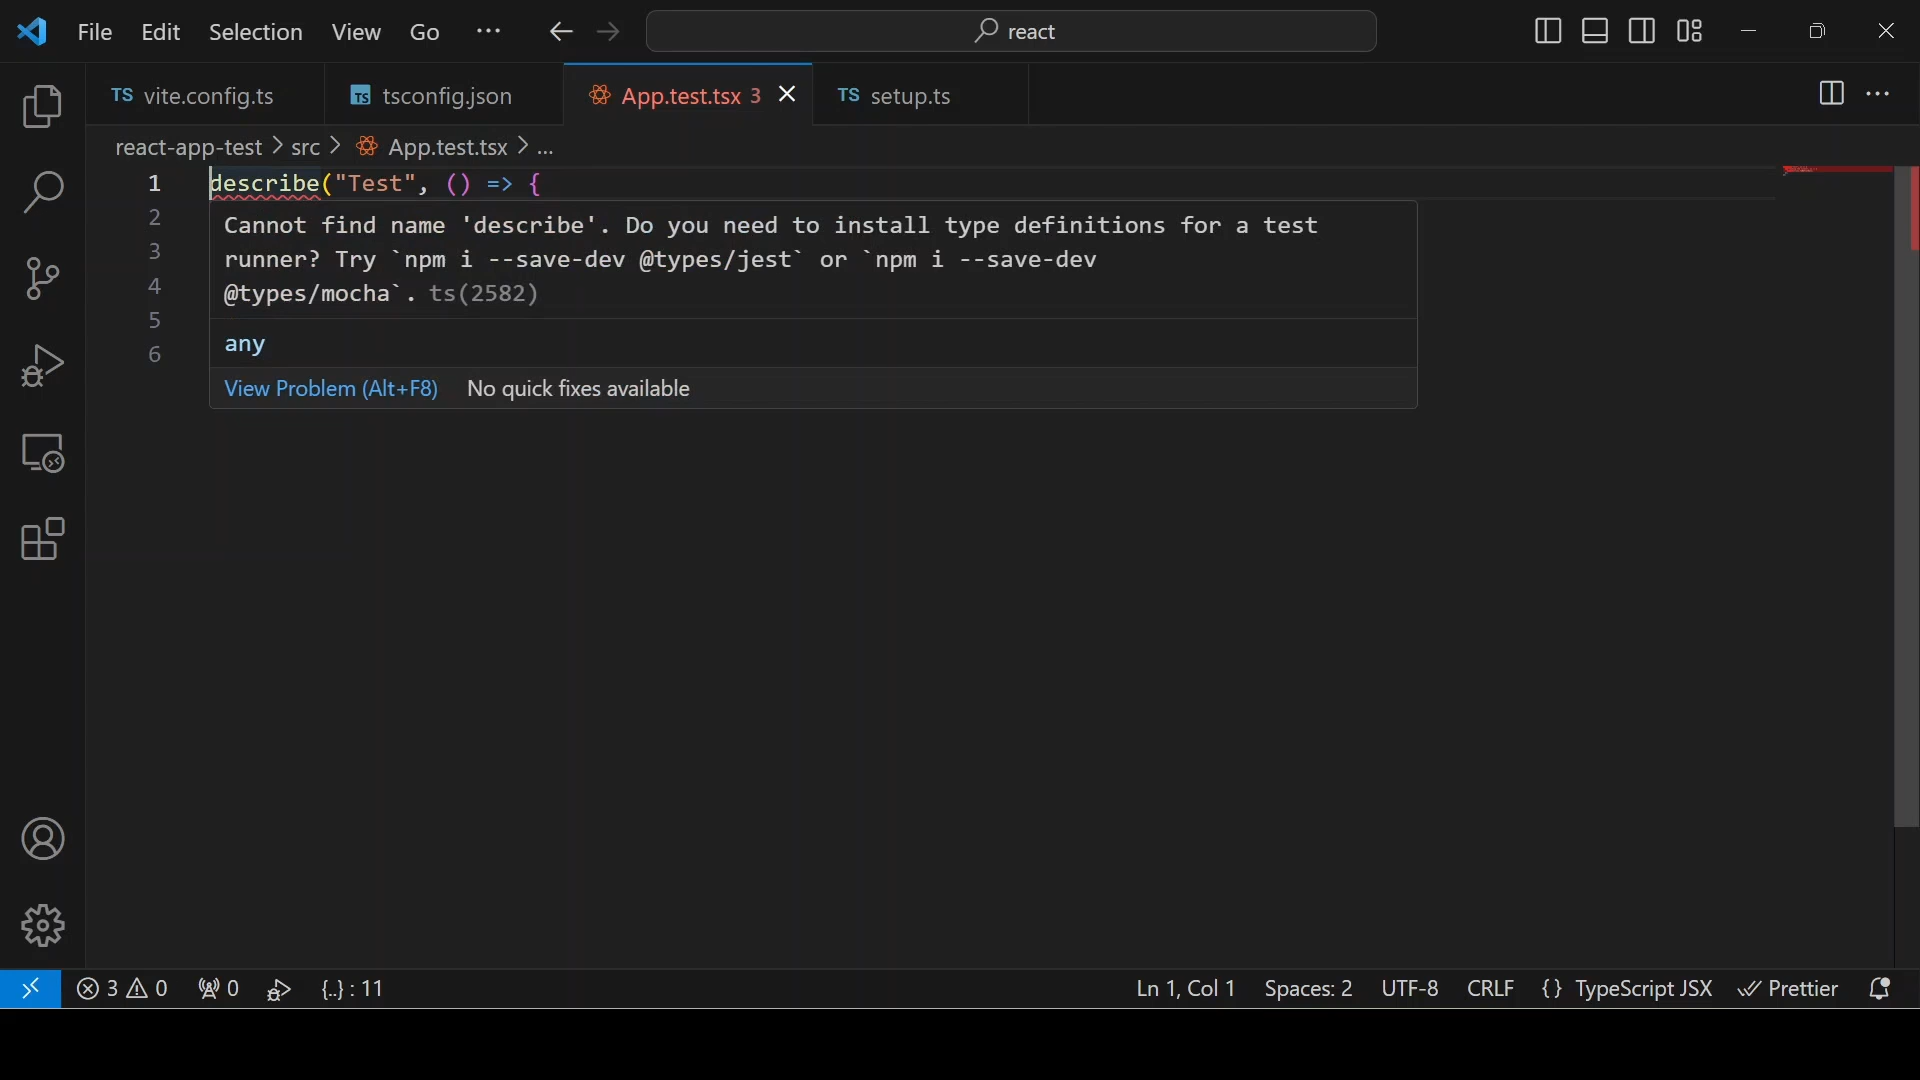 File Edit Selection View Go ··· react
TS vite.config.ts TS tsconfig.json App.test.tsx 3 TS setup.ts
react-app-test > src > App.test.tsx > ...
1 describe("Test", () => {
2
3
4
5
6
Cannot find name 'describe'. Do you need to install type definitions for a test
runner? Try `npm i --save-dev @types/jest` or `npm i --save-dev
@types/mocha`. ts(2582)
any
View Problem (Alt+F8) No quick fixes available
3 0 0 {..} : 11 Ln 1, Col 1 Spaces: 2 UTF-8 CRLF {} TypeScript JSX Prettier